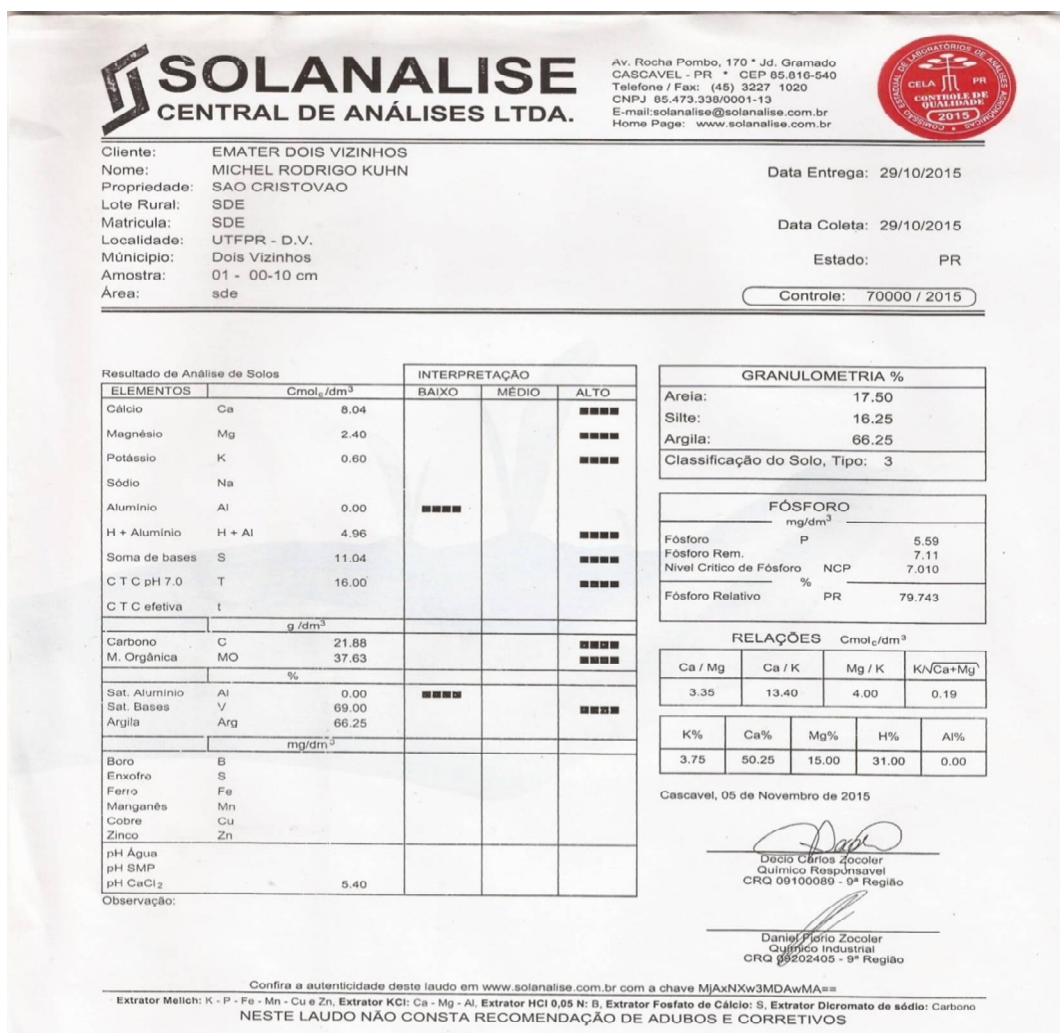 SOLANALISE
CENTRAL DE ANÁLISES LTDA.
Av. Rocha Pombo, 170 * Jd. Gramado
CASCAVEL - PR * CEP 85.816-540
Telefone / Fax: (45) 3227 1020
CNPJ 85.473.338/0001-13
E-mail:solanalise@solanalise.com.br
Home Page: www.solanalise.com.br
COMISSÃO ESTADUAL DE LABORATÓRIOS DE ANÁLISES AGRONÔMICAS
CELA PR
CONTROLE DE
QUALIDADE
2015
Cliente: EMATER DOIS VIZINHOS
Nome: MICHEL RODRIGO KUHN
Data Entrega: 29/10/2015
Propriedade: SAO CRISTOVAO
Lote Rural: SDE
Matricula: SDE
Data Coleta: 29/10/2015
Localidade: UTFPR - D.V.
Múnicipio: Dois Vizinhos
Estado: PR
Amostra: 01 - 00-10 cm
Área: sde
Controle: 70000 / 2015
Resultado de Análise de Solos
INTERPRETAÇÃO
ELEMENTOS Cmolc/dm³ BAIXO MÉDIO ALTO
Cálcio Ca 8.04
Magnésio Mg 2.40
Potássio K 0.60
Sódio Na
Alumínio Al 0.00
H + Alumínio H + Al 4.96
Soma de bases S 11.04
C T C pH 7.0 T 16.00
C T C efetiva t
g /dm³
Carbono C 21.88
M. Orgânica MO 37.63
%
Sat. Alumínio Al 0.00
Sat. Bases V 69.00
Argila Arg 66.25
mg/dm³
Boro B
Enxofre S
Ferro Fe
Manganês Mn
Cobre Cu
Zinco Zn
pH Água
pH SMP
pH CaCl₂ 5.40
Observação:
GRANULOMETRIA %
Areia: 17.50
Silte: 16.25
Argila: 66.25
Classificação do Solo, Tipo: 3
FÓSFORO
mg/dm³
Fósforo P 5.59
Fósforo Rem. 7.11
Nivel Critico de Fósforo NCP 7.010
%
Fósforo Relativo PR 79.743
RELAÇÕES Cmolc/dm³
Ca / Mg Ca / K Mg / K K/√Ca+Mg
3.35 13.40 4.00 0.19
K% Ca% Mg% H% Al%
3.75 50.25 15.00 31.00 0.00
Cascavel, 05 de Novembro de 2015
Decio Carlos Zocoler
Químico Responsavel
CRQ 09100089 - 9ª Região
Daniel Florio Zocoler
Químico Industrial
CRQ 09202405 - 9ª Região
Confira a autenticidade deste laudo em www.solanalise.com.br com a chave MjAxNXw3MDAwMA==
Extrator Melich: K - P - Fe - Mn - Cu e Zn, Extrator KCl: Ca - Mg - Al, Extrator HCl 0,05 N: B, Extrator Fosfato de Cálcio: S, Extrator Dicromato de sódio: Carbono
NESTE LAUDO NÃO CONSTA RECOMENDAÇÃO DE ADUBOS E CORRETIVOS